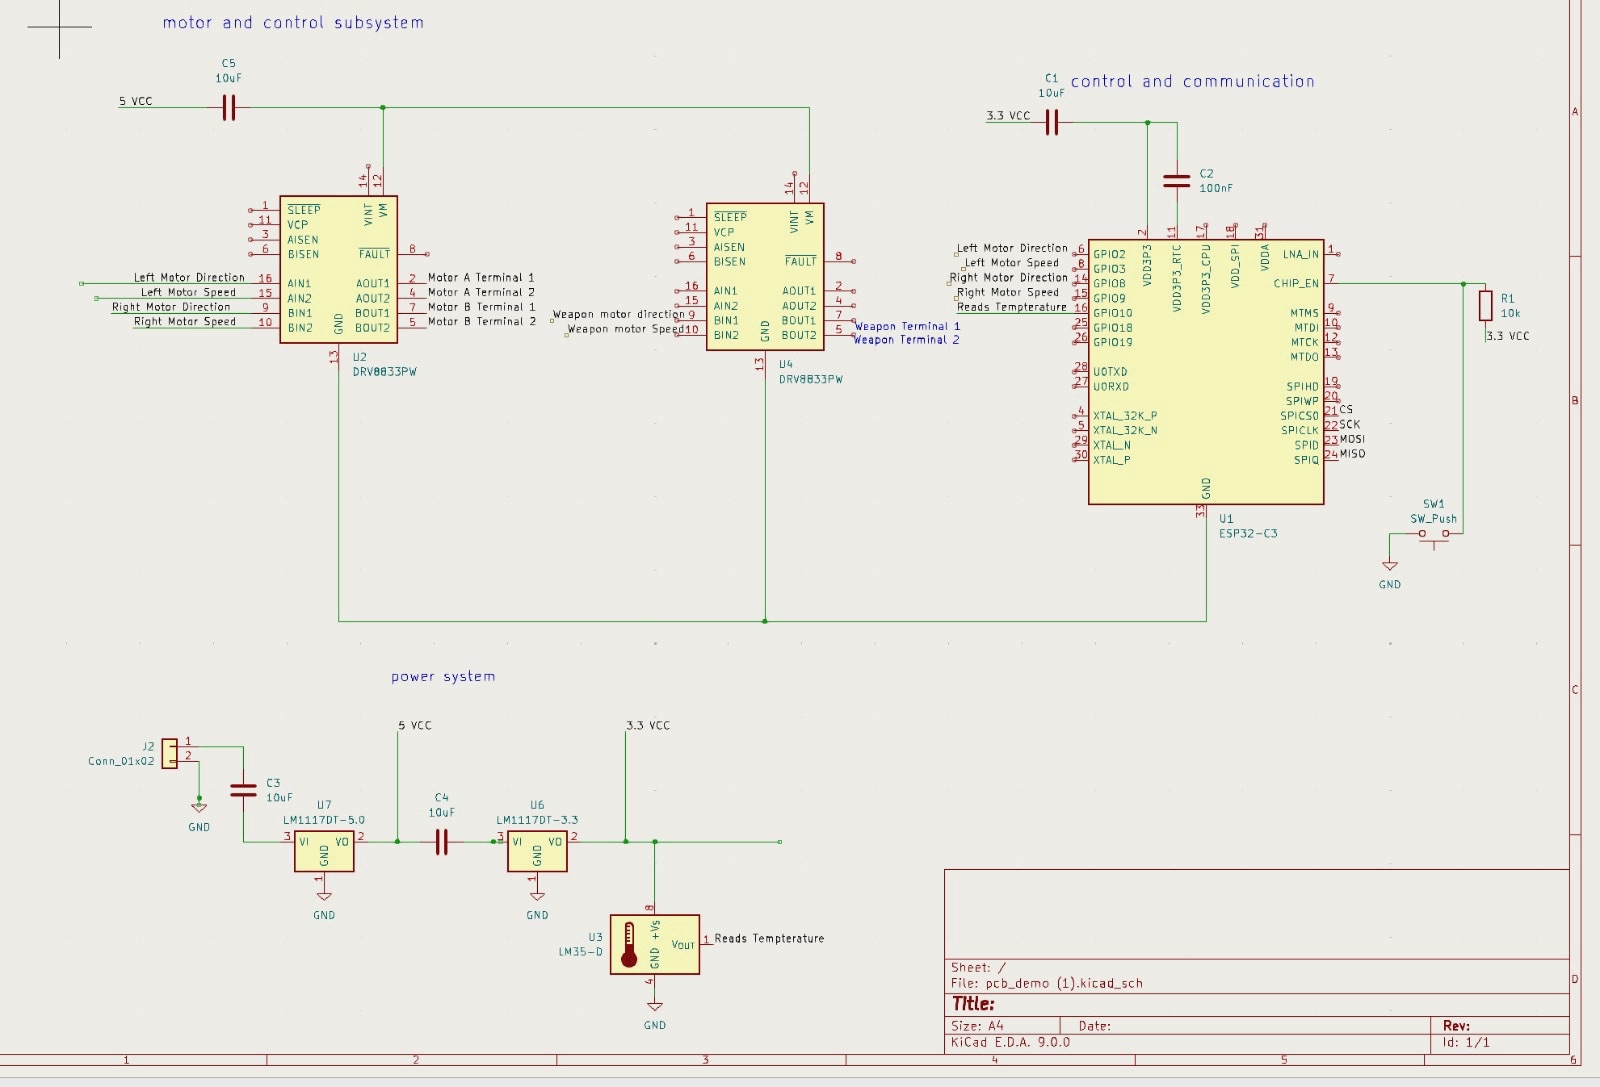 motor and control subsystem
C5
10uF
5 VCC
14
12
1
SLEEP
VINT
VM
11
VCP
3
AISEN
6
BISEN
FAULT
8
Left Motor Direction
16
AIN1
AOUT1
2
Motor A Terminal 1
Left Motor Speed
15
AIN2
AOUT2
4
Motor A Terminal 2
Right Motor Direction
9
BIN1
BOUT1
7
Motor B Terminal 1
Right Motor Speed
10
BIN2
BOUT2
5
Motor B Terminal 2
GND
13
U2
DRV8833PW
14
12
1
SLEEP
VINT
VM
11
VCP
3
AISEN
6
BISEN
FAULT
8
16
AIN1
AOUT1
2
15
AIN2
AOUT2
4
Weapon motor direction
9
BIN1
BOUT1
7
Weapon Terminal 1
Weapon motor Speed
10
BIN2
BOUT2
5
Weapon Terminal 2
GND
13
U4
DRV8833PW
control and communication
C1
10uF
3.3 VCC
C2
100nF
2
11
17
18
31
VDD3P3
VDD3P3_RTC
VDD3P3_CPU
VDD_SPI
VDDA
Left Motor Direction
6
GPIO2
LNA_IN
1
Left Motor Speed
8
GPIO3
Right Motor Direction
14
GPIO8
CHIP_EN
7
Right Motor Speed
15
GPIO9
Reads Tempterature
16
GPIO10
MTMS
9
25
GPIO18
MTDI
10
26
GPIO19
MTCK
12
MTDO
13
28
U0TXD
27
U0RXD
SPIHD
19
SPIWP
20
4
XTAL_32K_P
SPICS0
21
CS
5
XTAL_32K_N
SPICLK
22
SCK
29
XTAL_N
SPID
23
MOSI
30
XTAL_P
SPIQ
24
MISO
GND
33
U1
ESP32-C3
R1
10k
3.3 VCC
SW1
SW_Push
GND
power system
5 VCC
3.3 VCC
J2
Conn_01x02
1
2
GND
C3
10uF
U7
LM1117DT-5.0
3
VI
VO
2
GND
1
GND
C4
10uF
U6
LM1117DT-3.3
3
VI
VO
2
GND
1
GND
U3
LM35-D
8
+Vs
GND
VOUT
1
Reads Tempterature
4
GND
Sheet: /
File: pcb_demo (1).kicad_sch
Title:
Size: A4
Date:
Rev:
KiCad E.D.A. 9.0.0
Id: 1/1
A
B
C
D
1
2
3
4
5
6